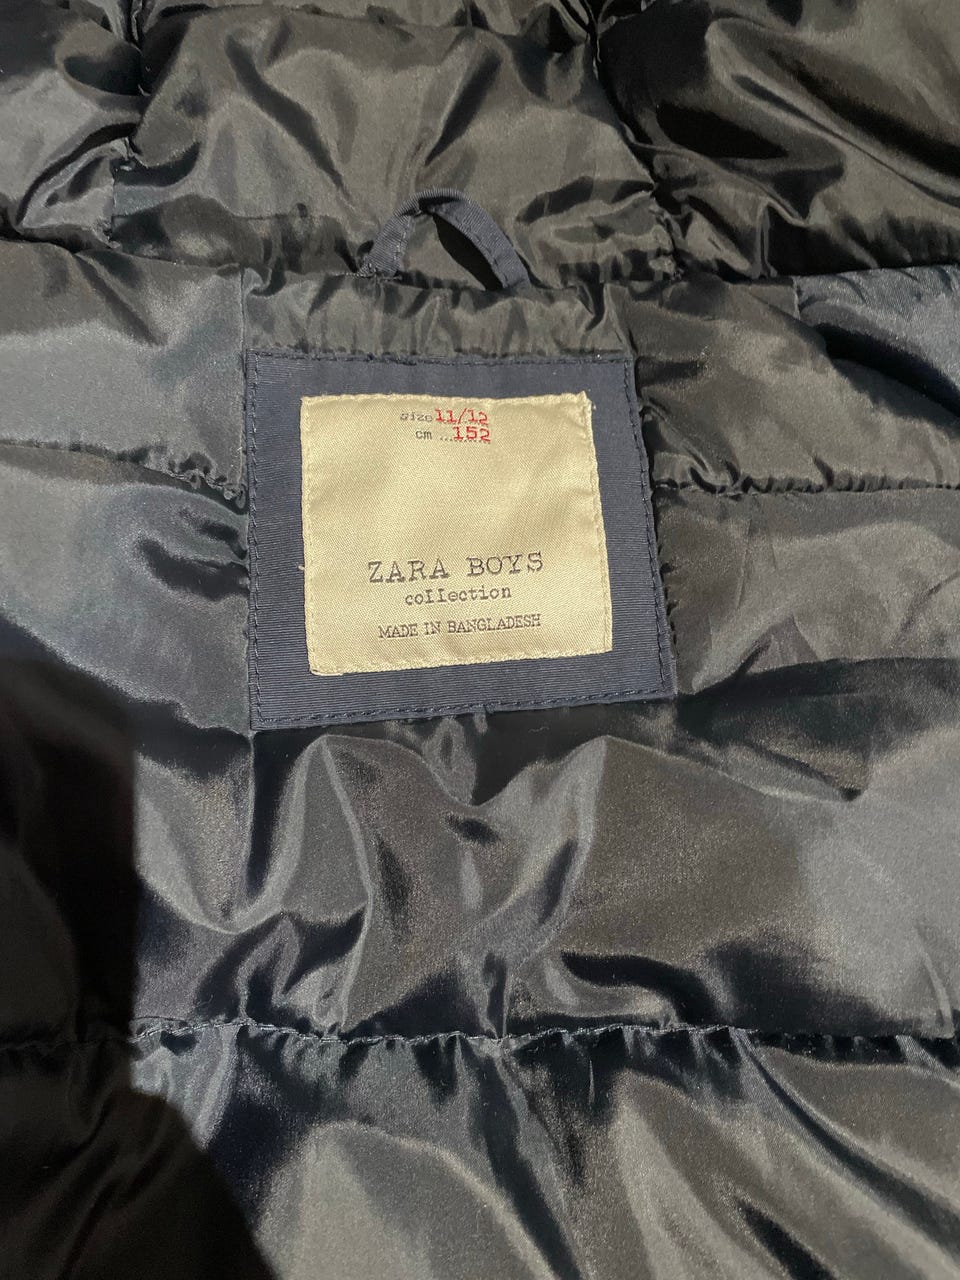 size 11/12
cm 152
ZARA BOYS
collection
MADE IN BANGLADESH